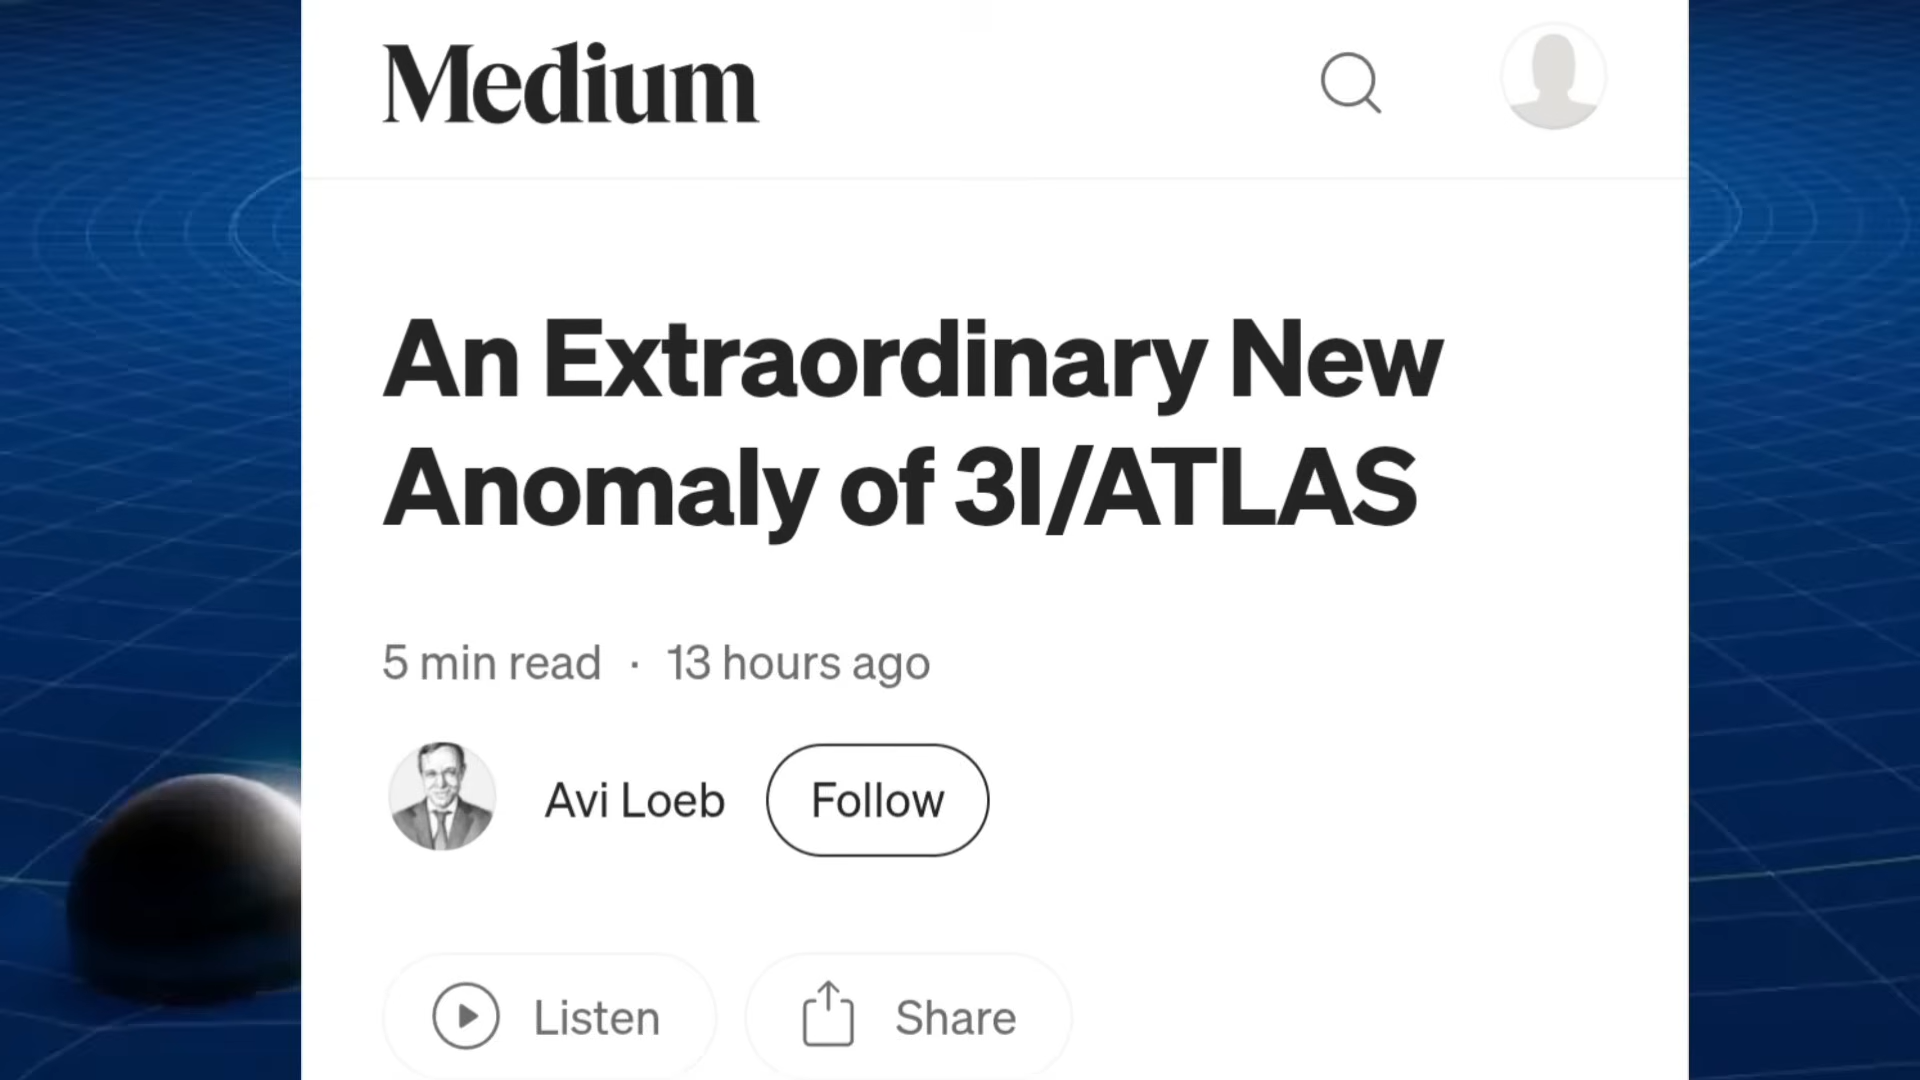 Medium
An Extraordinary New
Anomaly of 3I/ATLAS
5 min read · 13 hours ago
Avi Loeb Follow
Listen Share